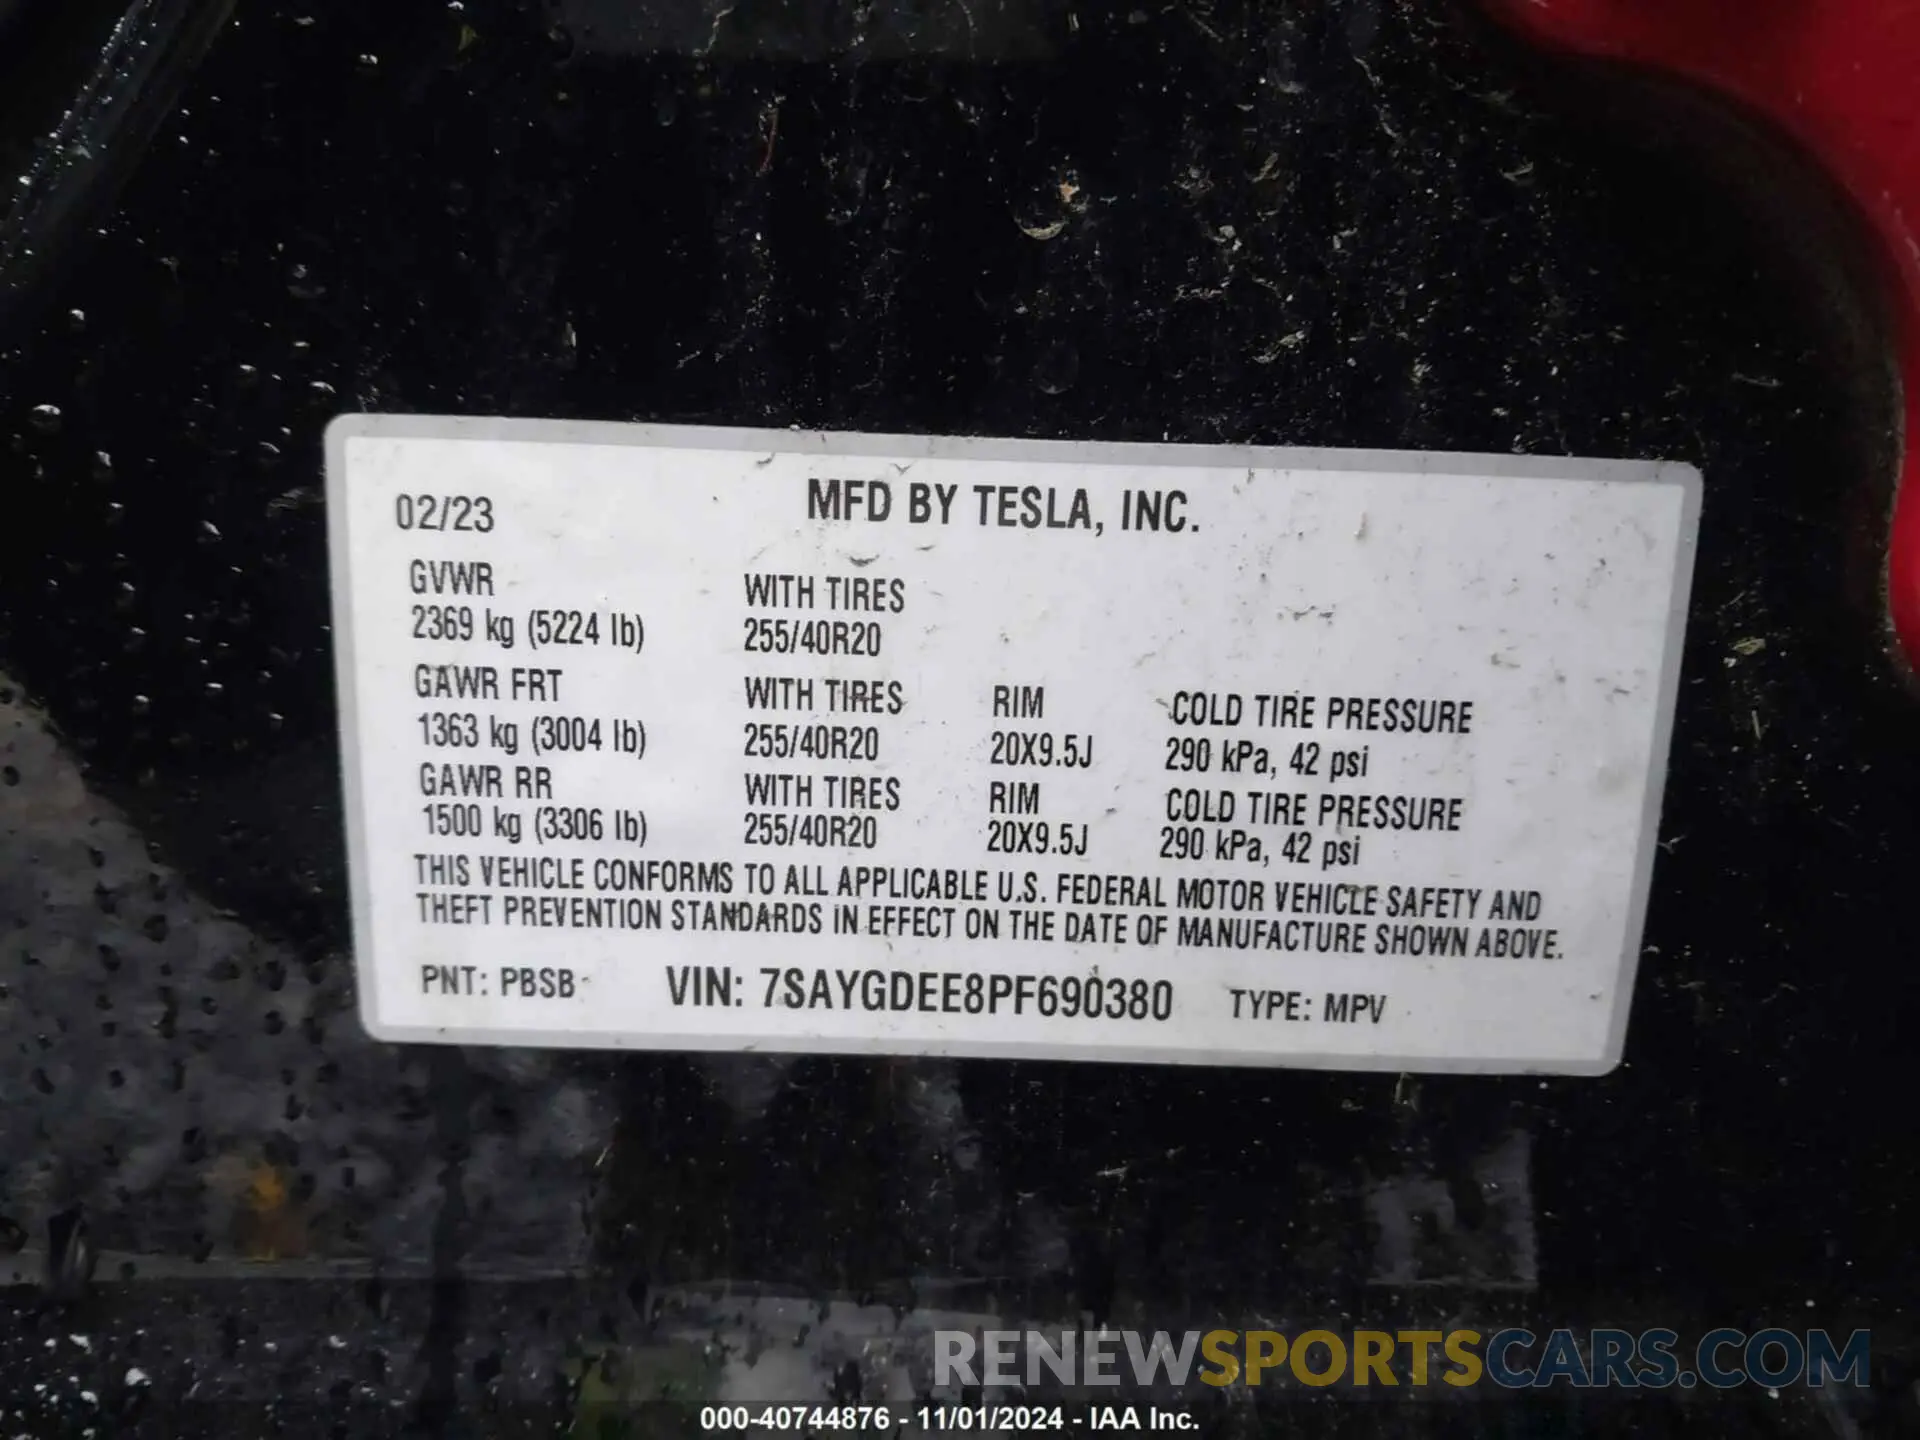 02/23 MFD BY TESLA, INC.
GVWR WITH TIRES
2369 kg (5224 lb) 255/40R20
GAWR FRT WITH TIRES RIM COLD TIRE PRESSURE
1363 kg (3004 lb) 255/40R20 20X9.5J 290 kPa, 42 psi
GAWR RR WITH TIRES RIM COLD TIRE PRESSURE
1500 kg (3306 lb) 255/40R20 20X9.5J 290 kPa, 42 psi
THIS VEHICLE CONFORMS TO ALL APPLICABLE U.S. FEDERAL MOTOR VEHICLE SAFETY AND
THEFT PREVENTION STANDARDS IN EFFECT ON THE DATE OF MANUFACTURE SHOWN ABOVE.
PNT: PBSB VIN: 7SAYGDEE8PF690380 TYPE: MPV
RENEWSPORTSCARS.COM
000-40744876 - 11/01/2024 - IAA Inc.